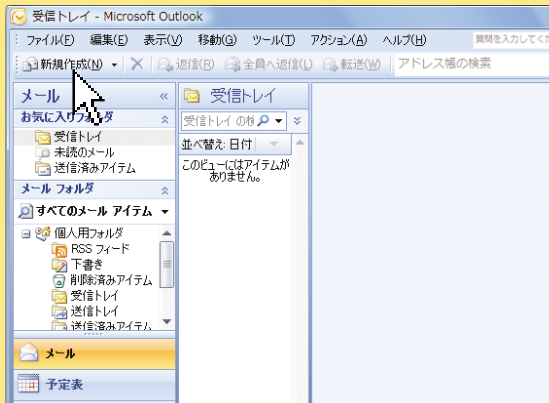 受信トレイ - Microsoft Outlook
ファイル(F) 編集(E) 表示(V) 移動(G) ツール(T) アクション(A) ヘルプ(H) 質問を入力してくだ
新規作成(N) 返信(R) 全員へ返信(L) 転送(W) アドレス帳の検索
メール
お気に入りフォルダ
受信トレイ
未読のメール
送信済みアイテム
メール フォルダ
すべてのメール アイテム
個人用フォルダ
RSS フィード
下書き
削除済みアイテム
受信トレイ
送信トレイ
送信済みアイテム
メール
予定表
受信トレイ
受信トレイ の検
並べ替え: 日付
このビューにはアイテムが
ありません。